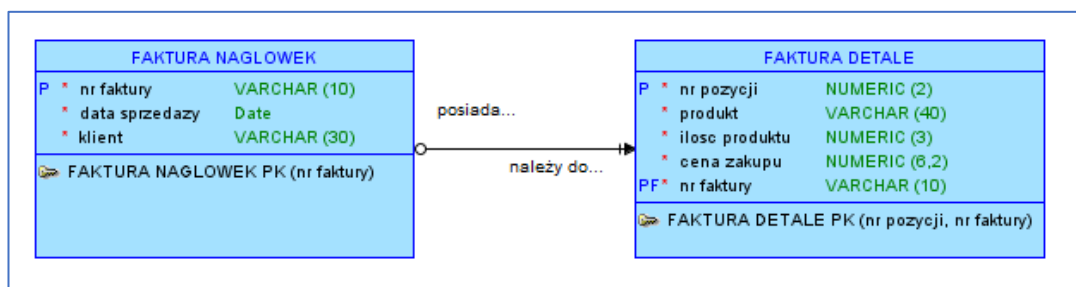 FAKTURA NAGLOWEK
P * nr faktury VARCHAR (10)
* data sprzedazy Date
* klient VARCHAR (30)
FAKTURA NAGLOWEK PK (nr faktury)
posiada...
należy do...
FAKTURA DETALE
P * nr pozycji NUMERIC (2)
* produkt VARCHAR (40)
* ilosc produktu NUMERIC (3)
* cena zakupu NUMERIC (6,2)
PF* nr faktury VARCHAR (10)
FAKTURA DETALE PK (nr pozycji, nr faktury)